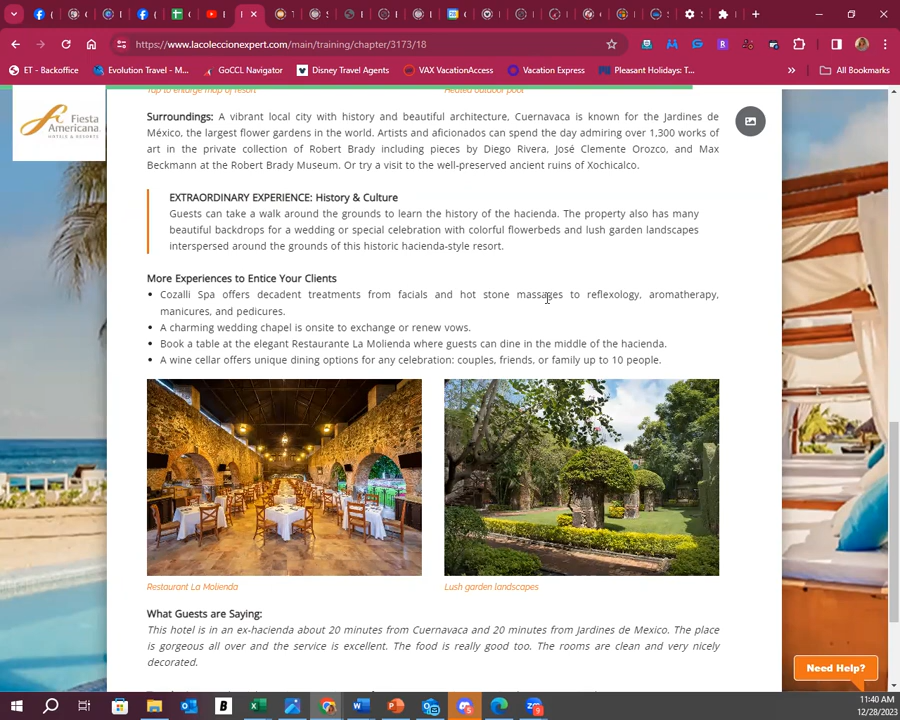 https://www.lacoleccionexpert.com/main/training/chapter/3173/18
ET - Backoffice
Evolution Travel - M...
GoCCL Navigator
Disney Travel Agents
VAX VacationAccess
Vacation Express
Pleasant Holidays: T...
»
All Bookmarks
Fiesta
Americana
HOTELS & RESORTS
Tap to enlarge map of resort
Heated outdoor pool
Surroundings: A vibrant local city with history and beautiful architecture, Cuernavaca is known for the Jardines de
México, the largest flower gardens in the world. Artists and aficionados can spend the day admiring over 1,300 works of
art in the private collection of Robert Brady including pieces by Diego Rivera, José Clemente Orozco, and Max
Beckmann at the Robert Brady Museum. Or try a visit to the well-preserved ancient ruins of Xochicalco.
EXTRAORDINARY EXPERIENCE: History & Culture
Guests can take a walk around the grounds to learn the history of the hacienda. The property also has many
beautiful backdrops for a wedding or special celebration with colorful flowerbeds and lush garden landscapes
interspersed around the grounds of this historic hacienda-style resort.
More Experiences to Entice Your Clients
• Cozalli Spa offers decadent treatments from facials and hot stone massages to reflexology, aromatherapy,
manicures, and pedicures.
• A charming wedding chapel is onsite to exchange or renew vows.
• Book a table at the elegant Restaurante La Molienda where guests can dine in the middle of the hacienda.
• A wine cellar offers unique dining options for any celebration: couples, friends, or family up to 10 people.
Restaurant La Molienda
Lush garden landscapes
What Guests are Saying:
This hotel is in an ex-hacienda about 20 minutes from Cuernavaca and 20 minutes from Jardines de Mexico. The place
is gorgeous all over and the service is excellent. The food is really good too. The rooms are clean and very nicely
decorated.
Need Help?
11:40 AM
12/28/2023